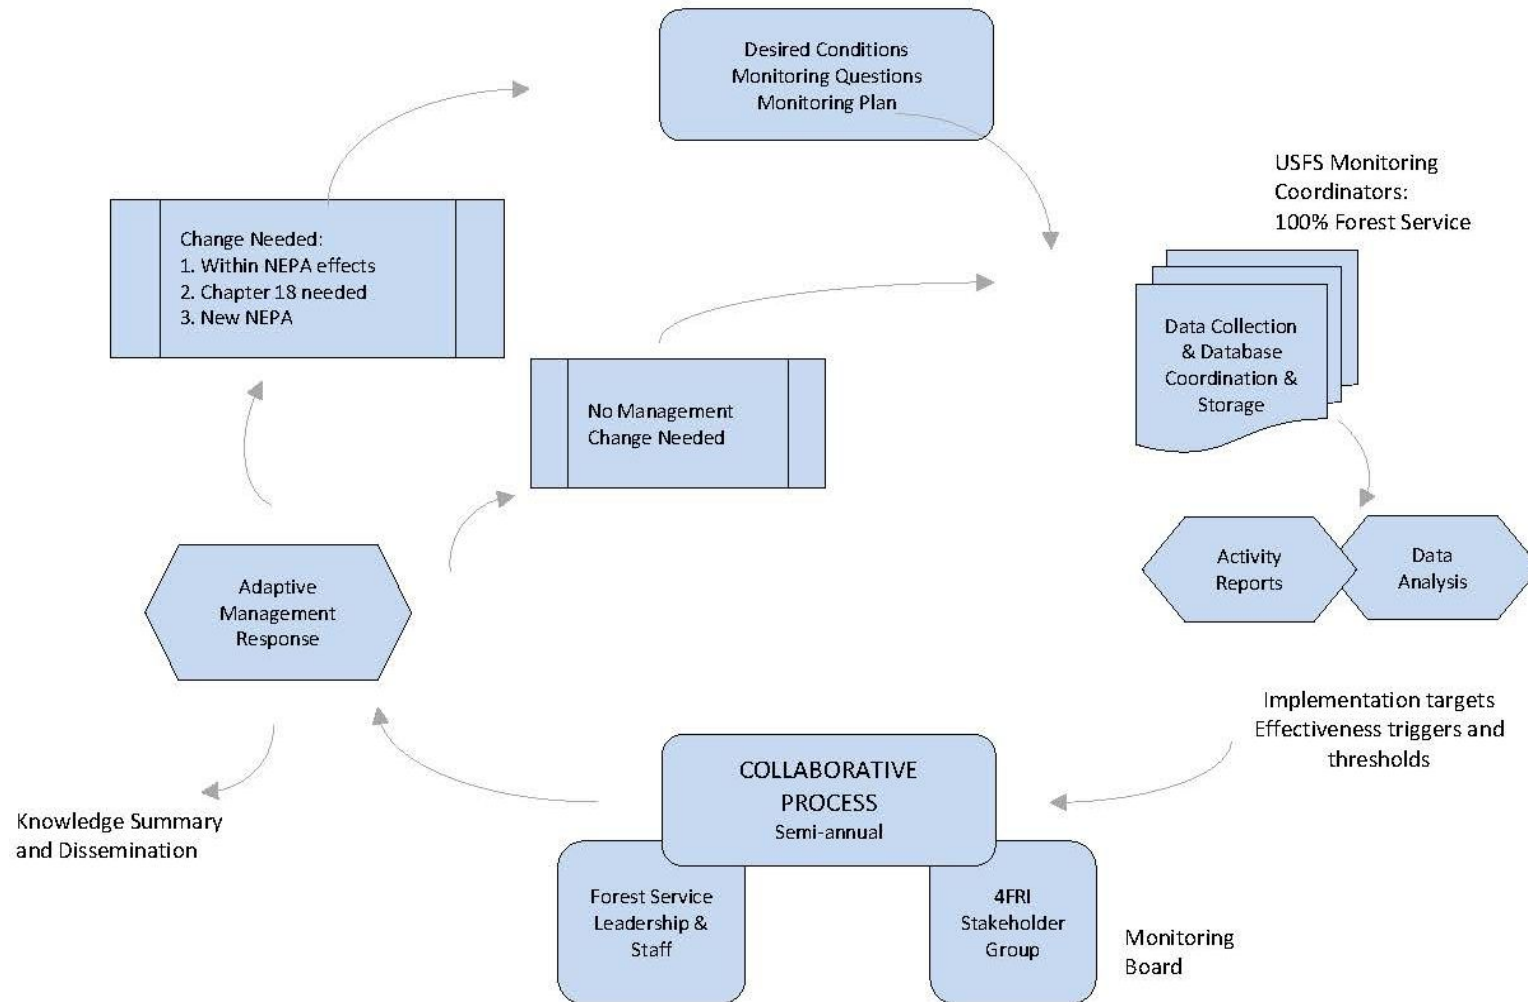 Desired Conditions
Monitoring Questions
Monitoring Plan
USFS Monitoring
Coordinators:
100% Forest Service
Change Needed:
1. Within NEPA effects
2. Chapter 18 needed
3. New NEPA
Data Collection
& Database
Coordination &
Storage
No Management
Change Needed
Activity
Reports
Data
Analysis
Adaptive
Management
Response
Implementation targets
Effectiveness triggers and
thresholds
COLLABORATIVE
PROCESS
Semi-annual
Knowledge Summary
and Dissemination
Forest Service
Leadership &
Staff
4FRI
Stakeholder
Group
Monitoring
Board